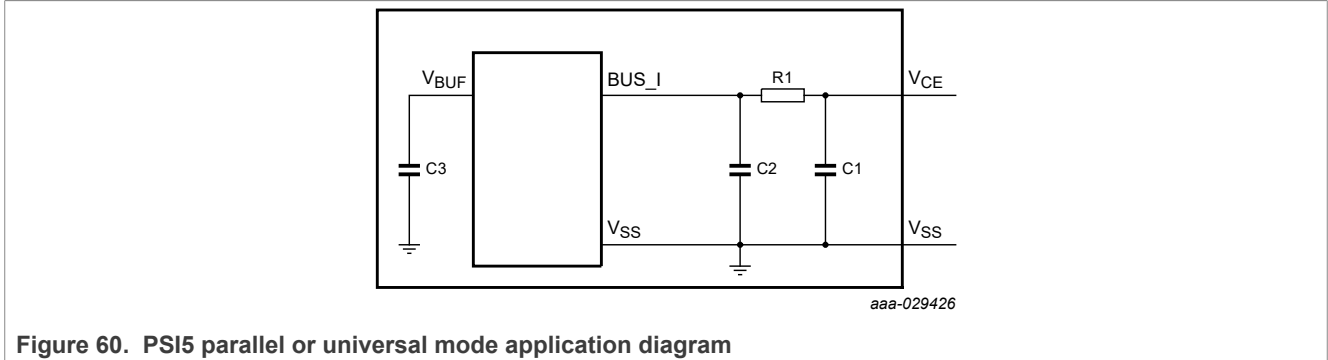 VBUF
BUS_I
R1
VCE
C3
C2
C1
VSS
VSS
aaa-029426
Figure 60. PSI5 parallel or universal mode application diagram